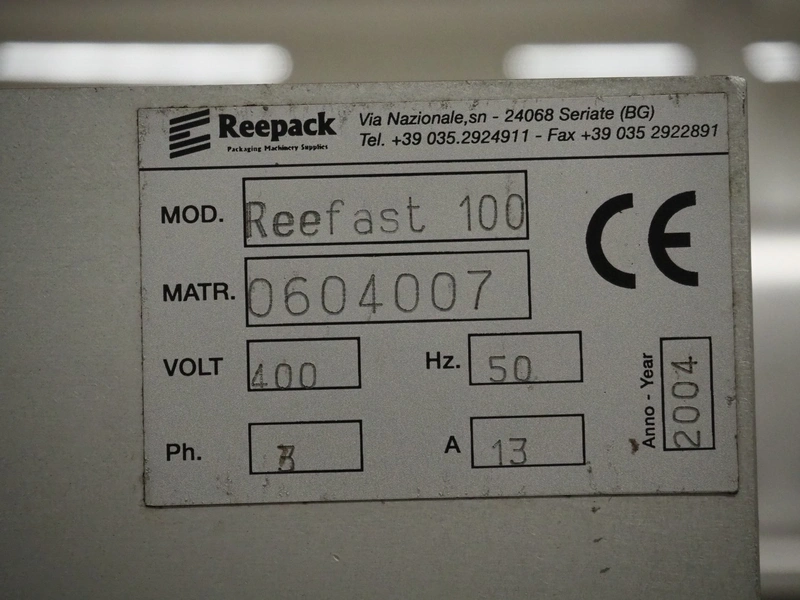 Reepack
Packaging Machinery Supplies
Via Nazionale,sn - 24068 Seriate (BG)
Tel. +39 035.2924911 - Fax +39 035 2922891
MOD. Reefast 100
CE
MATR. 0604007
VOLT 400 Hz. 50
Anno - Year 2004
Ph. 3 A 13